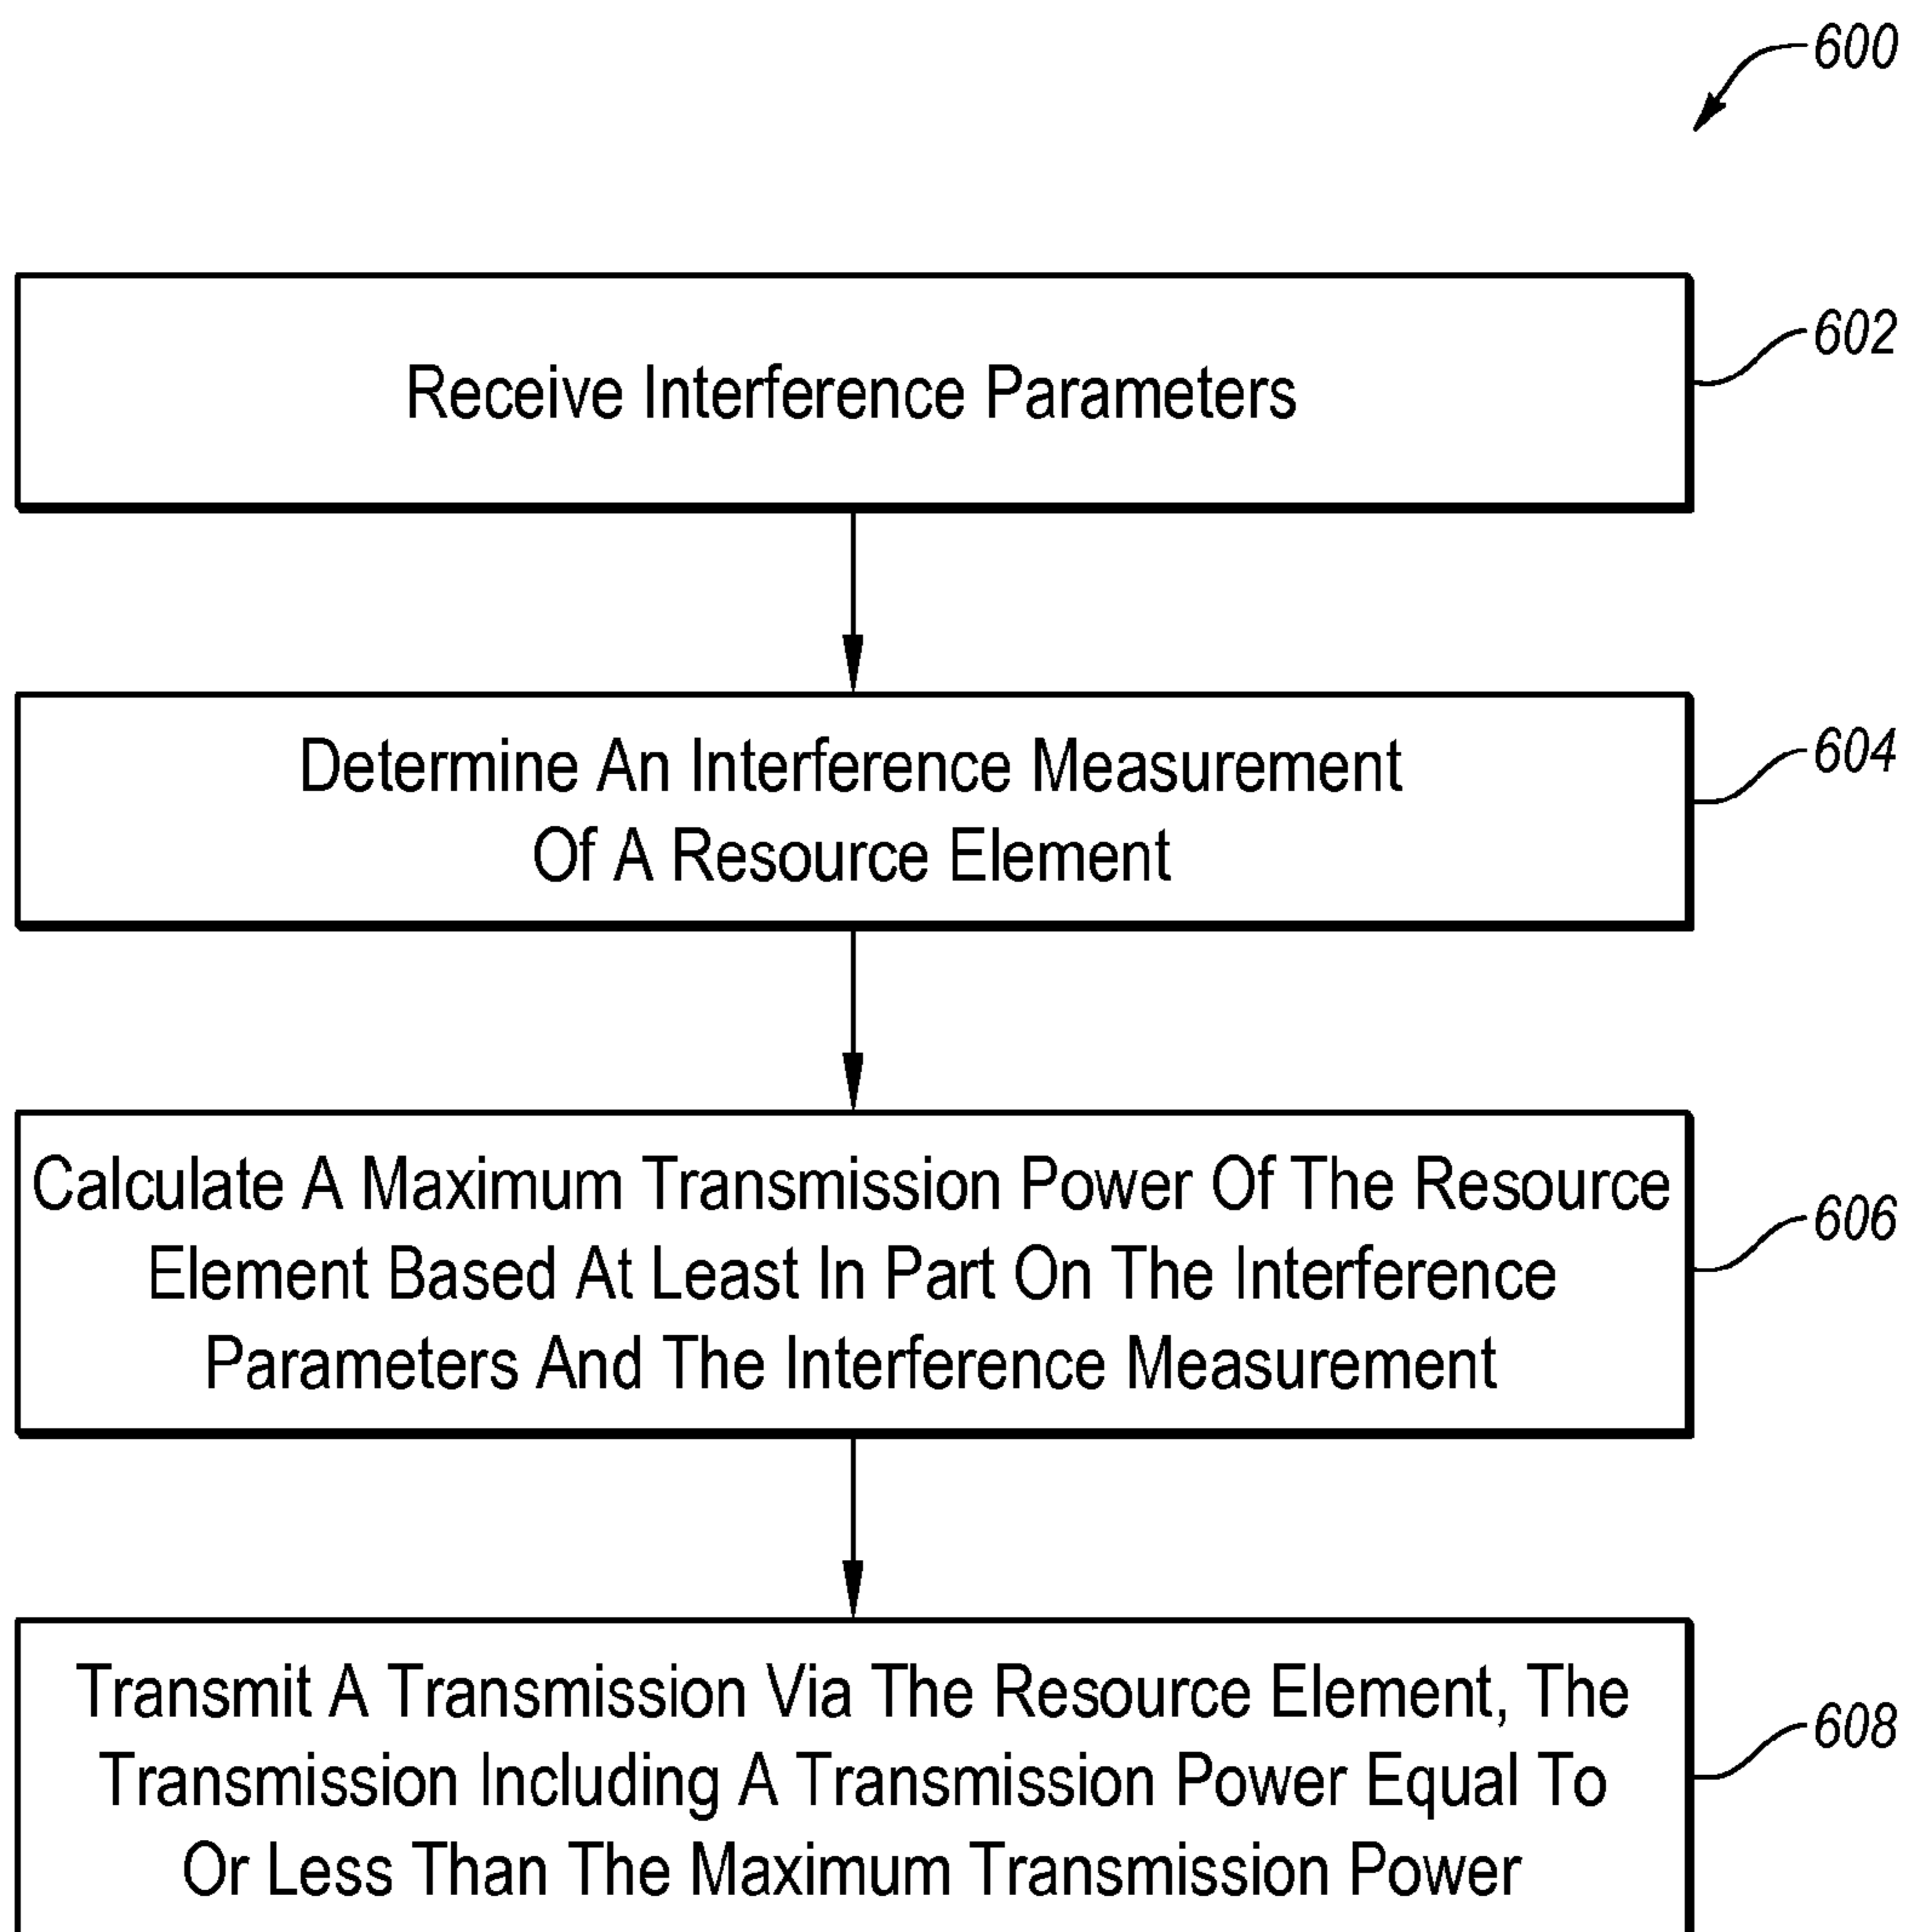 600
Receive Interference Parameters
602
Determine An Interference Measurement
Of A Resource Element
604
Calculate A Maximum Transmission Power Of The Resource
Element Based At Least In Part On The Interference
Parameters And The Interference Measurement
606
Transmit A Transmission Via The Resource Element, The
Transmission Including A Transmission Power Equal To
Or Less Than The Maximum Transmission Power
608